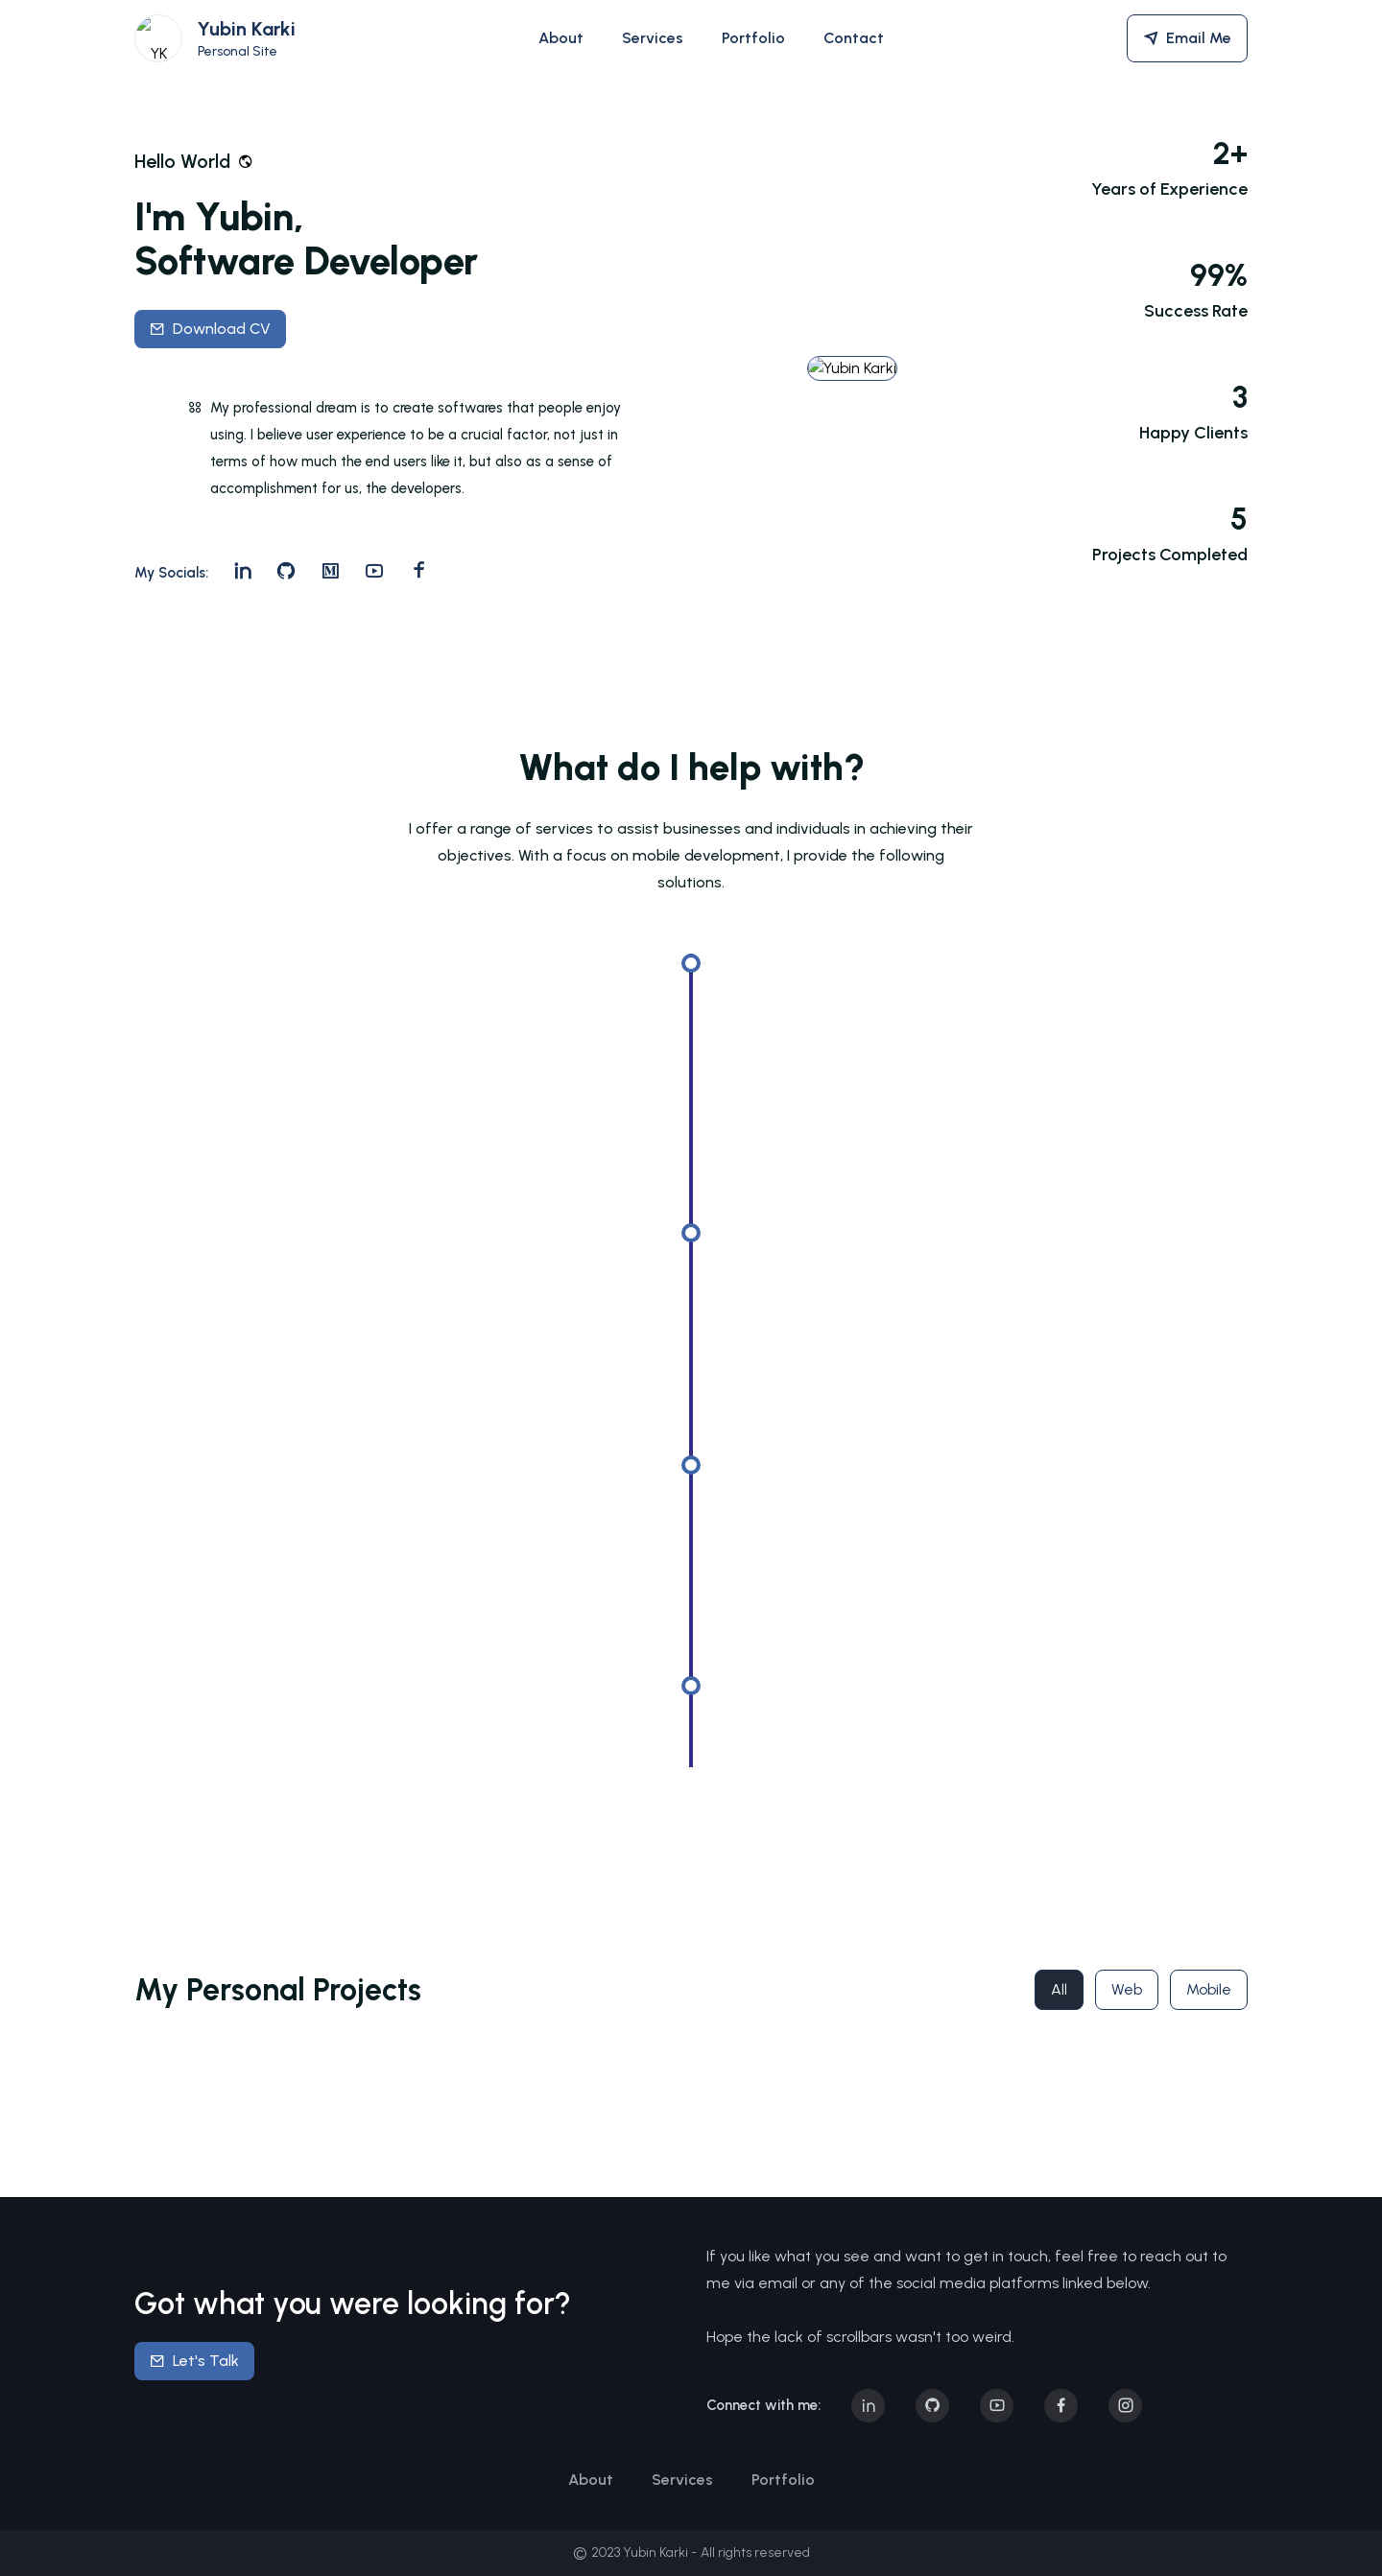 YK
Yubin Karki
Personal Site
About
Services
Portfolio
Contact
Email Me
Hello World
I'm Yubin,
Software Developer
Download CV
My professional dream is to create softwares that people enjoy
using. I believe user experience to be a crucial factor, not just in
terms of how much the end users like it, but also as a sense of
accomplishment for us, the developers.
My Socials:
Yubin Karki
2+
Years of Experience
99%
Success Rate
3
Happy Clients
5
Projects Completed
What do I help with?
I offer a range of services to assist businesses and individuals in achieving their
objectives. With a focus on mobile development, I provide the following
solutions.
My Personal Projects
All
Web
Mobile
Got what you were looking for?
Let's Talk
If you like what you see and want to get in touch, feel free to reach out to
me via email or any of the social media platforms linked below.
Hope the lack of scrollbars wasn't too weird.
Connect with me:
About
Services
Portfolio
© 2023 Yubin Karki - All rights reserved